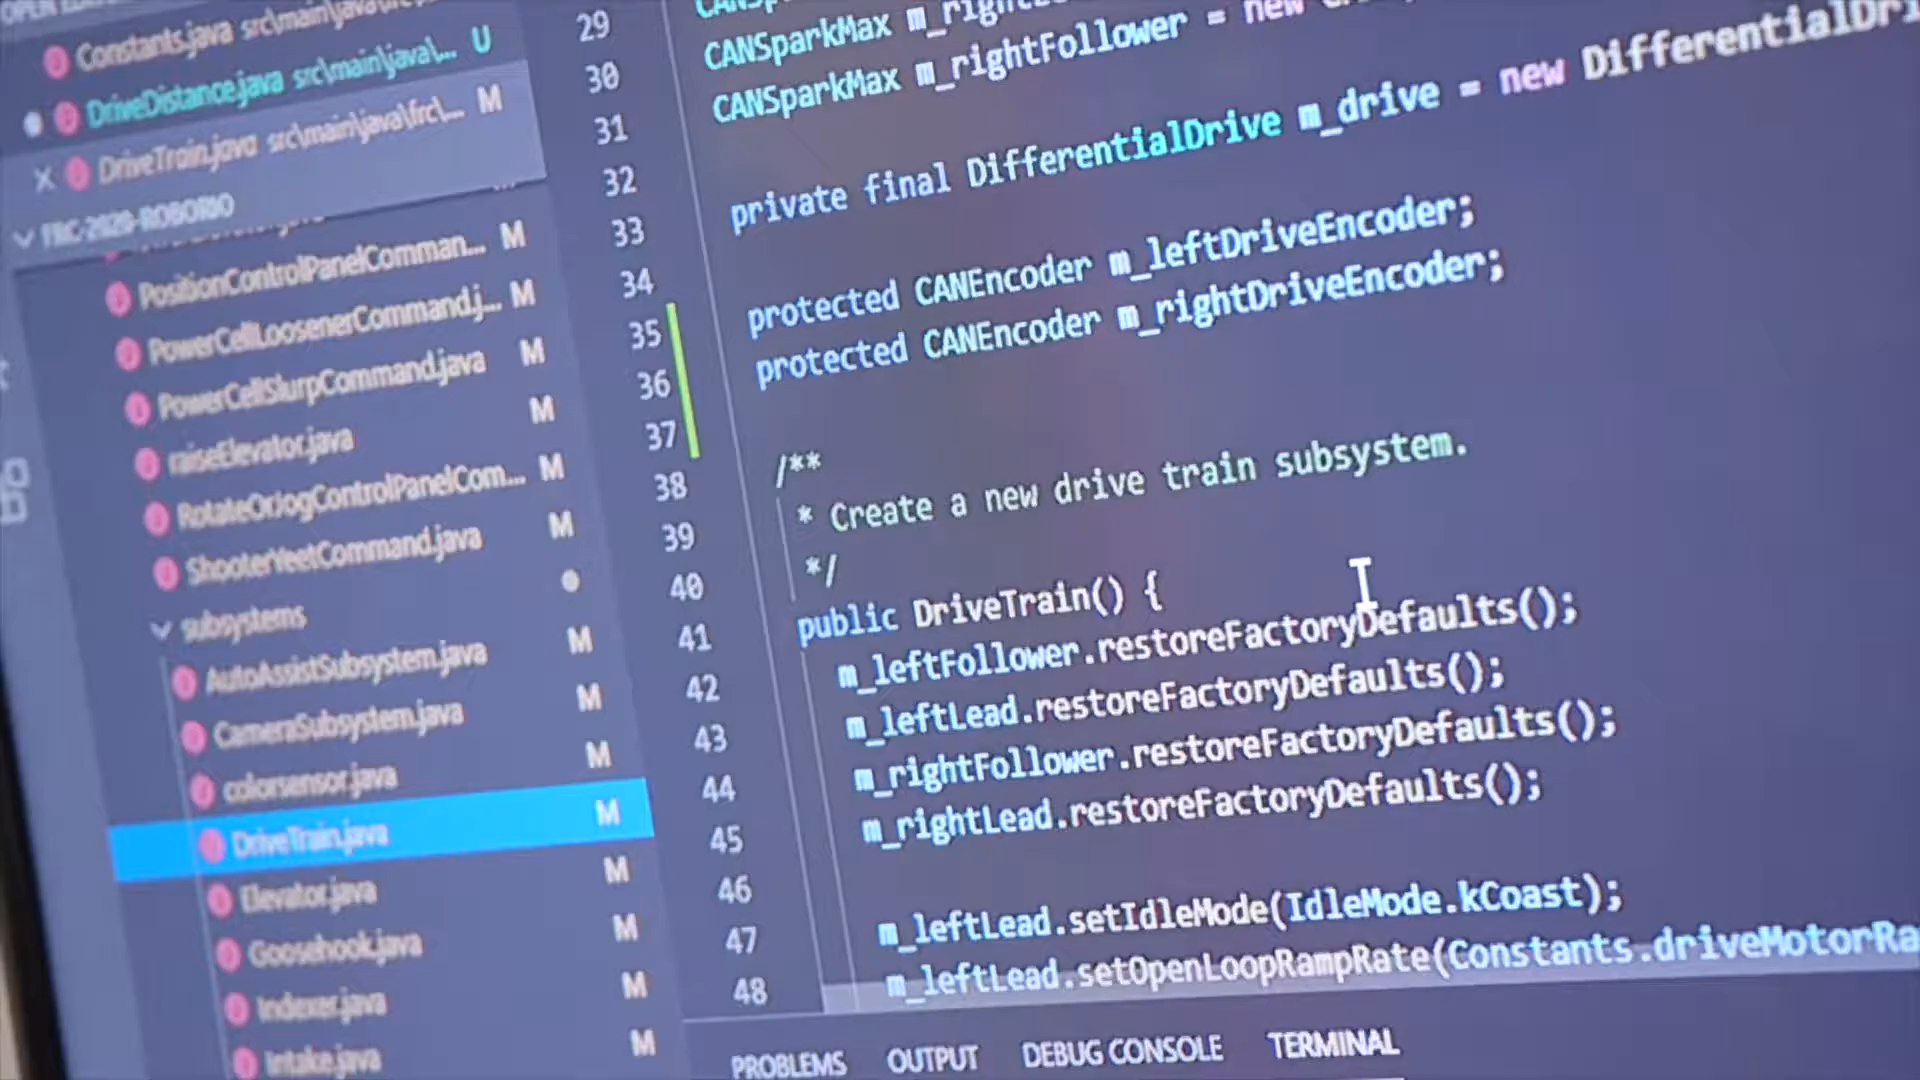 Constants.java src\main\java\frc\...
DriveDistance.java src\main\java\... U
DriveTrain.java src\main\java\frc\... M
FRC-2020-ROBORIO
PositionControlPanelComman... M
PowerCellLoosenerCommand.j... M
PowerCellSlurpCommand.java M
raiseElevator.java M
RotateOrJogControlPanelCom... M
ShooterYeetCommand.java M
subsystems
AutoAssistSubsystem.java M
CameraSubsystem.java M
colorsensor.java M
DriveTrain.java M
Elevator.java M
Goosehook.java M
Indexer.java M
Intake.java M
29
30 CANSparkMax
31 CANSparkMax m_rightFollower = new
32
33 private final DifferentialDrive m_drive = new DifferentialDri
34
35 protected CANEncoder m_leftDriveEncoder;
36 protected CANEncoder m_rightDriveEncoder;
37
38 /**
39 * Create a new drive train subsystem.
40 */
41 public DriveTrain() {
42 m_leftFollower.restoreFactoryDefaults();
43 m_leftLead.restoreFactoryDefaults();
44 m_rightFollower.restoreFactoryDefaults();
45 m_rightLead.restoreFactoryDefaults();
46
47 m_leftLead.setIdleMode(IdleMode.kCoast);
48 m_leftLead.setOpenLoopRampRate(Constants.driveMotorRa
PROBLEMS OUTPUT DEBUG CONSOLE TERMINAL